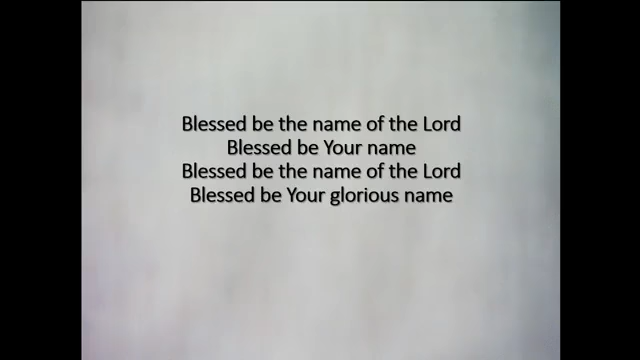 Blessed be the name of the Lord
Blessed be Your name
Blessed be the name of the Lord
Blessed be Your glorious name